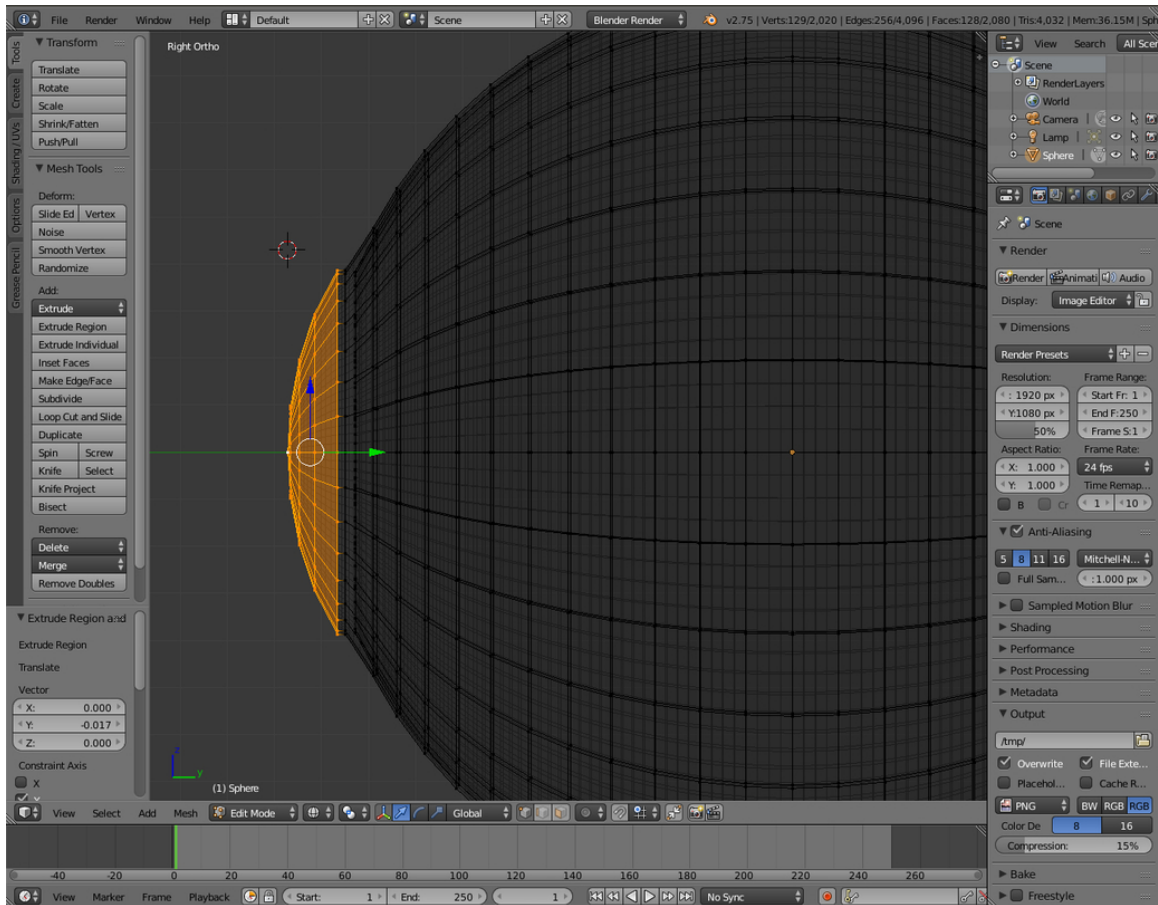 File Render Window Help Default Scene Blender Render v2.75 | Verts:129/2,020 | Edges:256/4,096 | Faces:128/2,080 | Tris:4,032 | Mem:36.15M | Sph
Tools
Create
Shading / UVs
Options
Grease Pencil
Transform
Translate
Rotate
Scale
Shrink/Fatten
Push/Pull
Mesh Tools
Deform:
Slide Ed Vertex
Noise
Smooth Vertex
Randomize
Add:
Extrude
Extrude Region
Extrude Individual
Inset Faces
Make Edge/Face
Subdivide
Loop Cut and Slide
Duplicate
Spin Screw
Knife Select
Knife Project
Bisect
Remove:
Delete
Merge
Remove Doubles
Extrude Region and
Extrude Region
Translate
Vector
X: 0.000
Y: -0.017
Z: 0.000
Constraint Axis
X
Y
Right Ortho
z
y
(1) Sphere
View Select Add Mesh Edit Mode Global
-40 -20 0 20 40 60 80 100 120 140 160 180 200 220 240 260
View Marker Frame Playback Start: 1 End: 250 1 No Sync
View Search All Scen
Scene
RenderLayers
World
Camera
Lamp
Sphere
Scene
Render
Render Animati Audio
Display: Image Editor
Dimensions
Render Presets
Resolution: Frame Range:
: 1920 px Start Fr: 1
Y:1080 px End F:250
50% Frame S:1
Aspect Ratio: Frame Rate:
X: 1.000 24 fps
Y: 1.000 Time Remap...
B Cr 1 10
Anti-Aliasing
5 8 11 16 Mitchell-N...
Full Sam... :1.000 px
Sampled Motion Blur
Shading
Performance
Post Processing
Metadata
Output
/tmp/
Overwrite File Exte...
Placehol... Cache R...
PNG BW RGB RGB
Color De 8 16
Compression: 15%
Bake
Freestyle